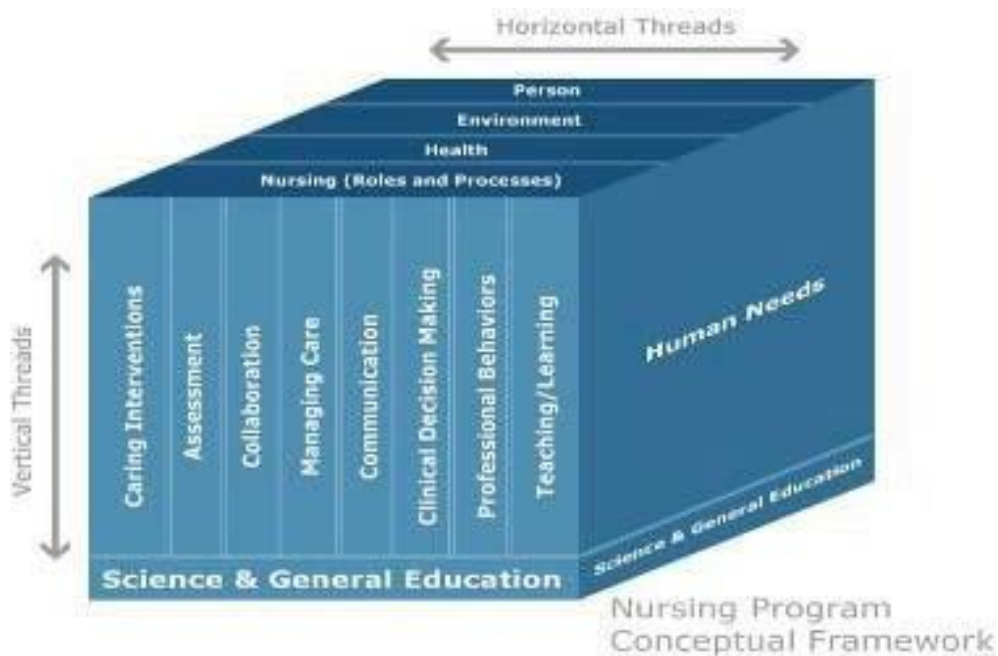 Horizontal Threads
Person
Environment
Health
Nursing (Roles and Processes)
Vertical Threads
Caring Interventions
Assessment
Collaboration
Managing Care
Communication
Clinical Decision Making
Professional Behaviors
Teaching/Learning
Human Needs
Science & General Education
Science & General Education
Nursing Program
Conceptual Framework